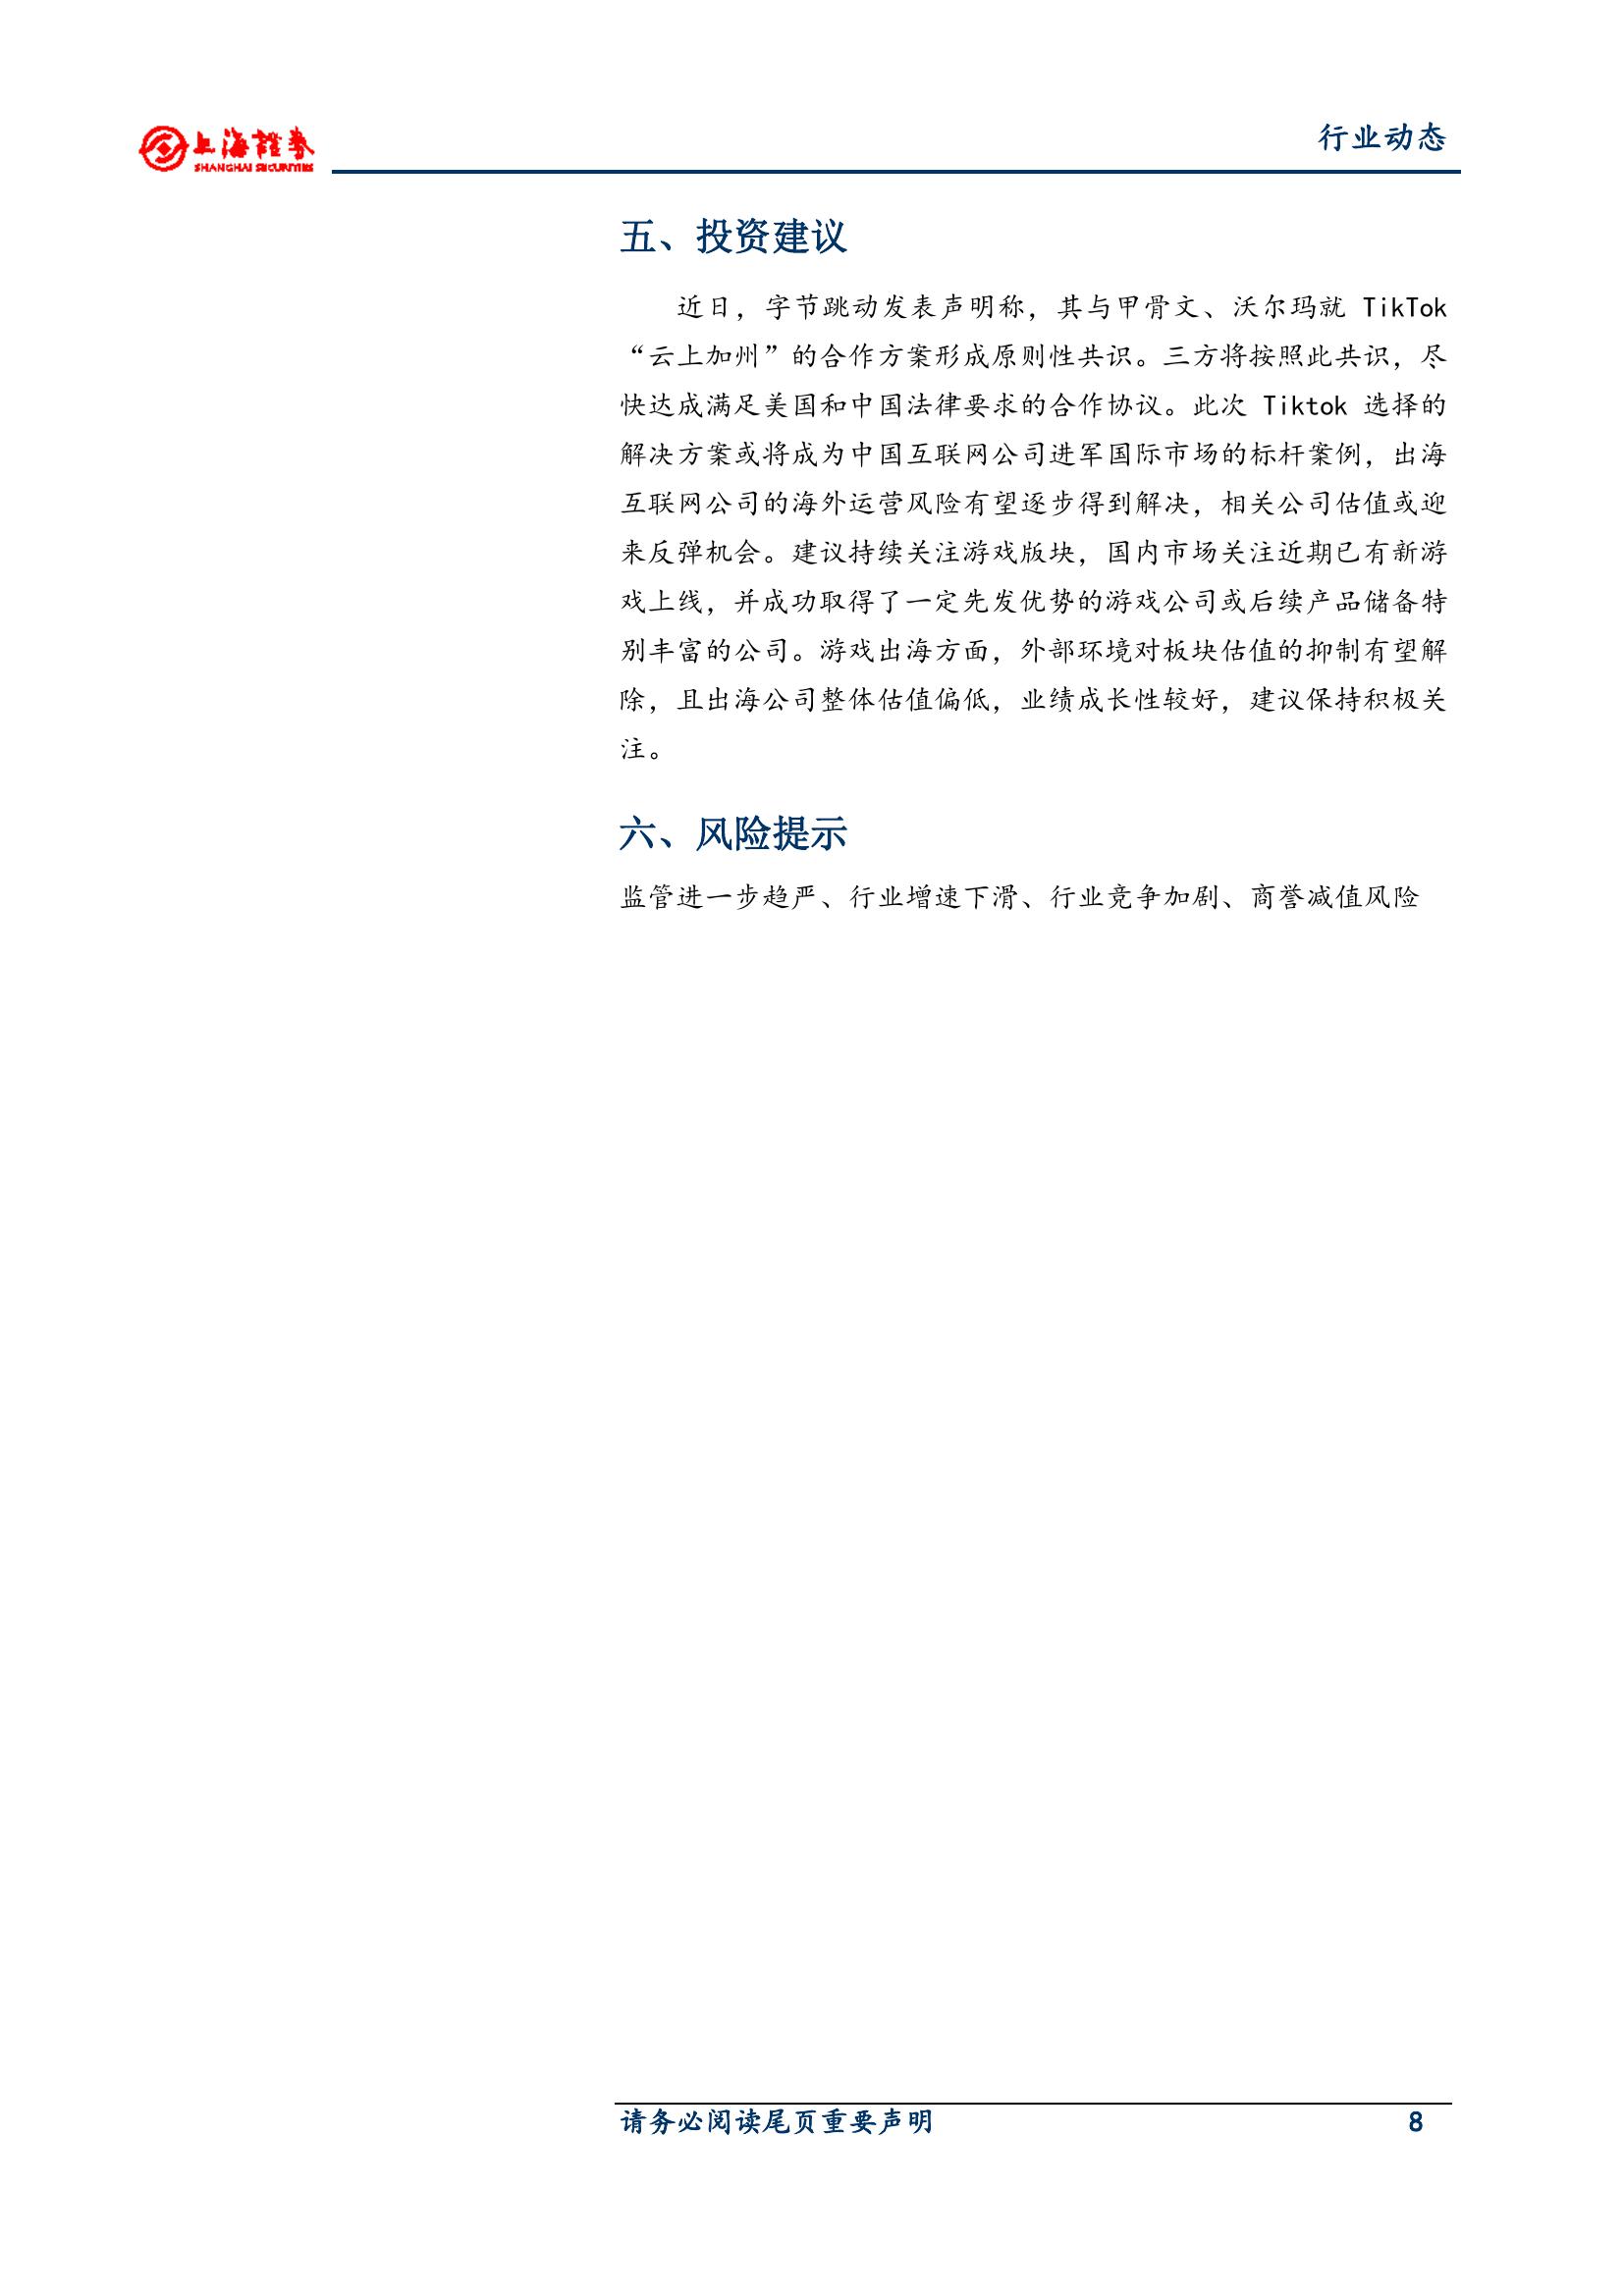 上海證券
SHANGHAI SECURITIES
行业动态
五、投资建议
近日，字节跳动发表声明称，其与甲骨文、沃尔玛就 TikTok
“云上加州”的合作方案形成原则性共识。三方将按照此共识，尽
快达成满足美国和中国法律要求的合作协议。此次 Tiktok 选择的
解决方案或将成为中国互联网公司进军国际市场的标杆案例，出海
互联网公司的海外运营风险有望逐步得到解决，相关公司估值或迎
来反弹机会。建议持续关注游戏版块，国内市场关注近期已有新游
戏上线，并成功取得了一定先发优势的游戏公司或后续产品储备特
别丰富的公司。游戏出海方面，外部环境对板块估值的抑制有望解
除，且出海公司整体估值偏低，业绩成长性较好，建议保持积极关
注。
六、风险提示
监管进一步趋严、行业增速下滑、行业竞争加剧、商誉减值风险
请务必阅读尾页重要声明 8